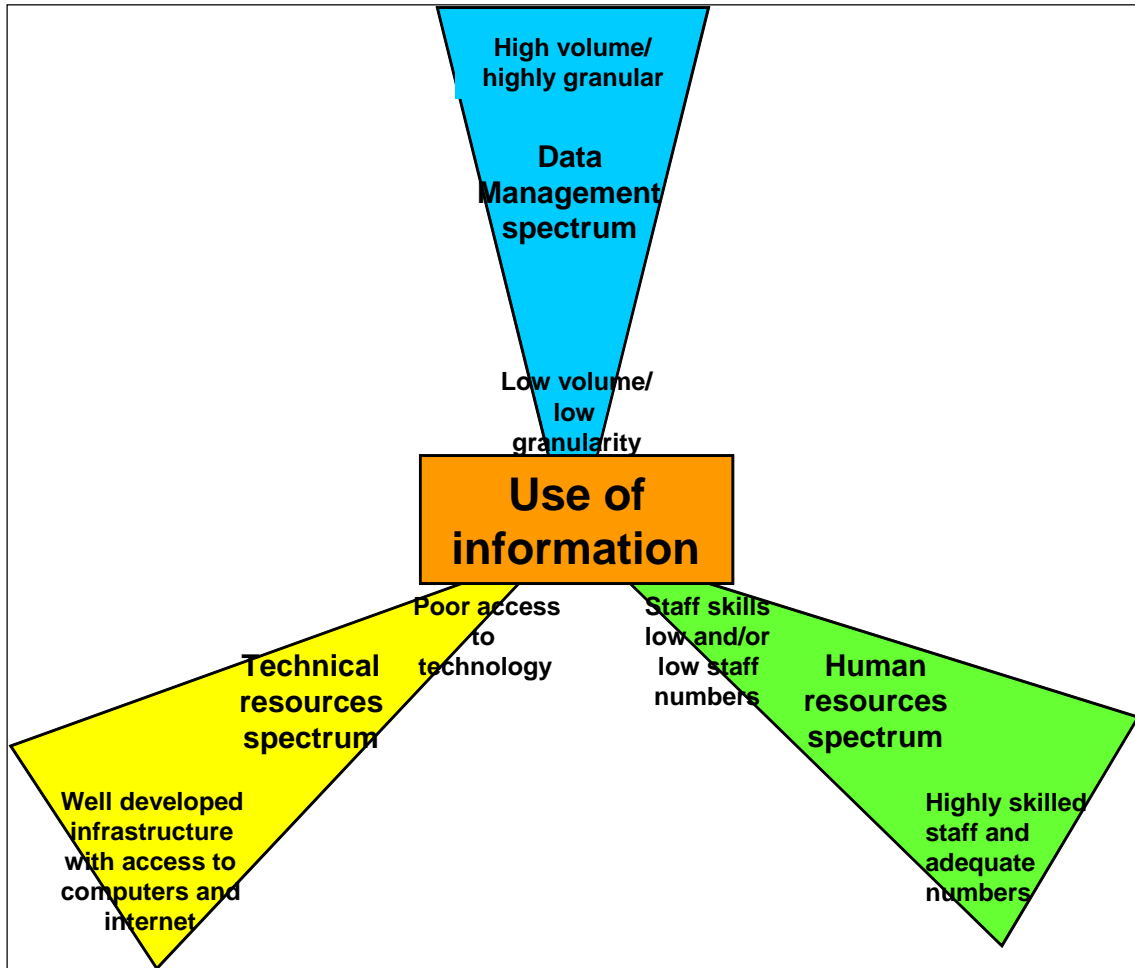 High volume/
highly granular
Data
Management
spectrum
Low volume/
low
granularity
Use of
information
Poor access
to
technology
Technical
resources
spectrum
Well developed
infrastructure
with access to
computers and
internet
Staff skills
low and/or
low staff
numbers
Human
resources
spectrum
Highly skilled
staff and
adequate
numbers